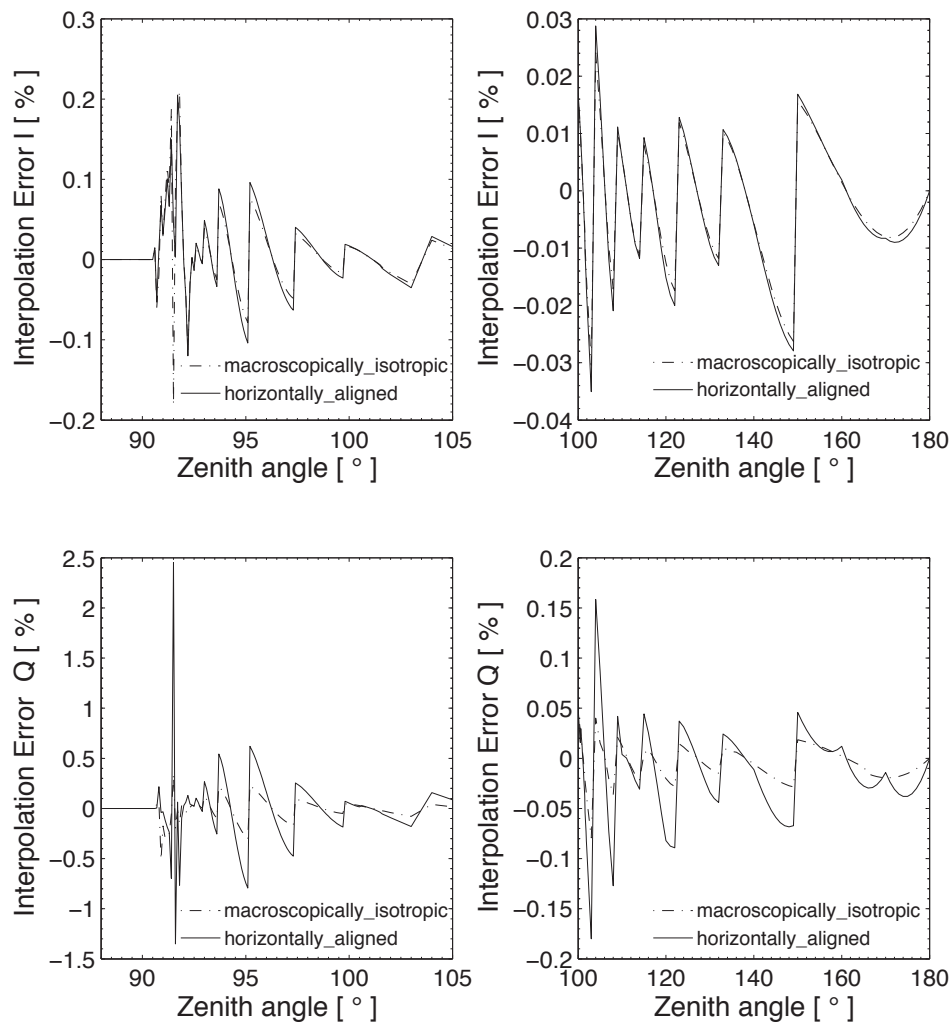 Interpolation Error I [ % ]
0.3
0.2
0.1
0
−0.1
−0.2
90 95 100 105
Zenith angle [ ° ]
macroscopically_isotropic
horizontally_aligned
Interpolation Error I [ % ]
0.03
0.02
0.01
0
−0.01
−0.02
−0.03
−0.04
100 120 140 160 180
Zenith angle [ ° ]
macroscopically_isotropic
horizontally_aligned
Interpolation Error Q [ % ]
2.5
2
1.5
1
0.5
0
−0.5
−1
−1.5
90 95 100 105
Zenith angle [ ° ]
macroscopically_isotropic
horizontally_aligned
Interpolation Error Q [ % ]
0.2
0.15
0.1
0.05
0
−0.05
−0.1
−0.15
−0.2
100 120 140 160 180
Zenith angle [ ° ]
macroscopically_isotropic
horizontally_aligned